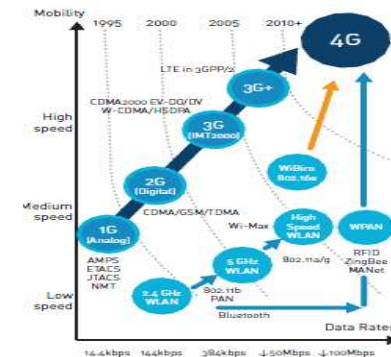 Mobility
1995
2000
2005
2010+
4G
LTE in 3GPP/2
3G+
CDMA2000 EV-DO/DV
W-CDMA/HSDPA
High
speed
3G
(IMT2000)
2G
(Digital)
WiBro
802.16e
Medium
speed
1G
(Analog)
CDMA/GSM/TDMA
Wi-Max
High
Speed
WLAN
WPAN
AMPS
ETACS
JTACS
NMT
5 GHz
WLAN
802.11a/g
RFID
ZingBee
MANet
Low
speed
2.4 GHz
WLAN
802.11b
PAN
Bluetooth
Data Rates
14.4kbps
144kbps
384kbps
↓50Mbps
↓100Mbps